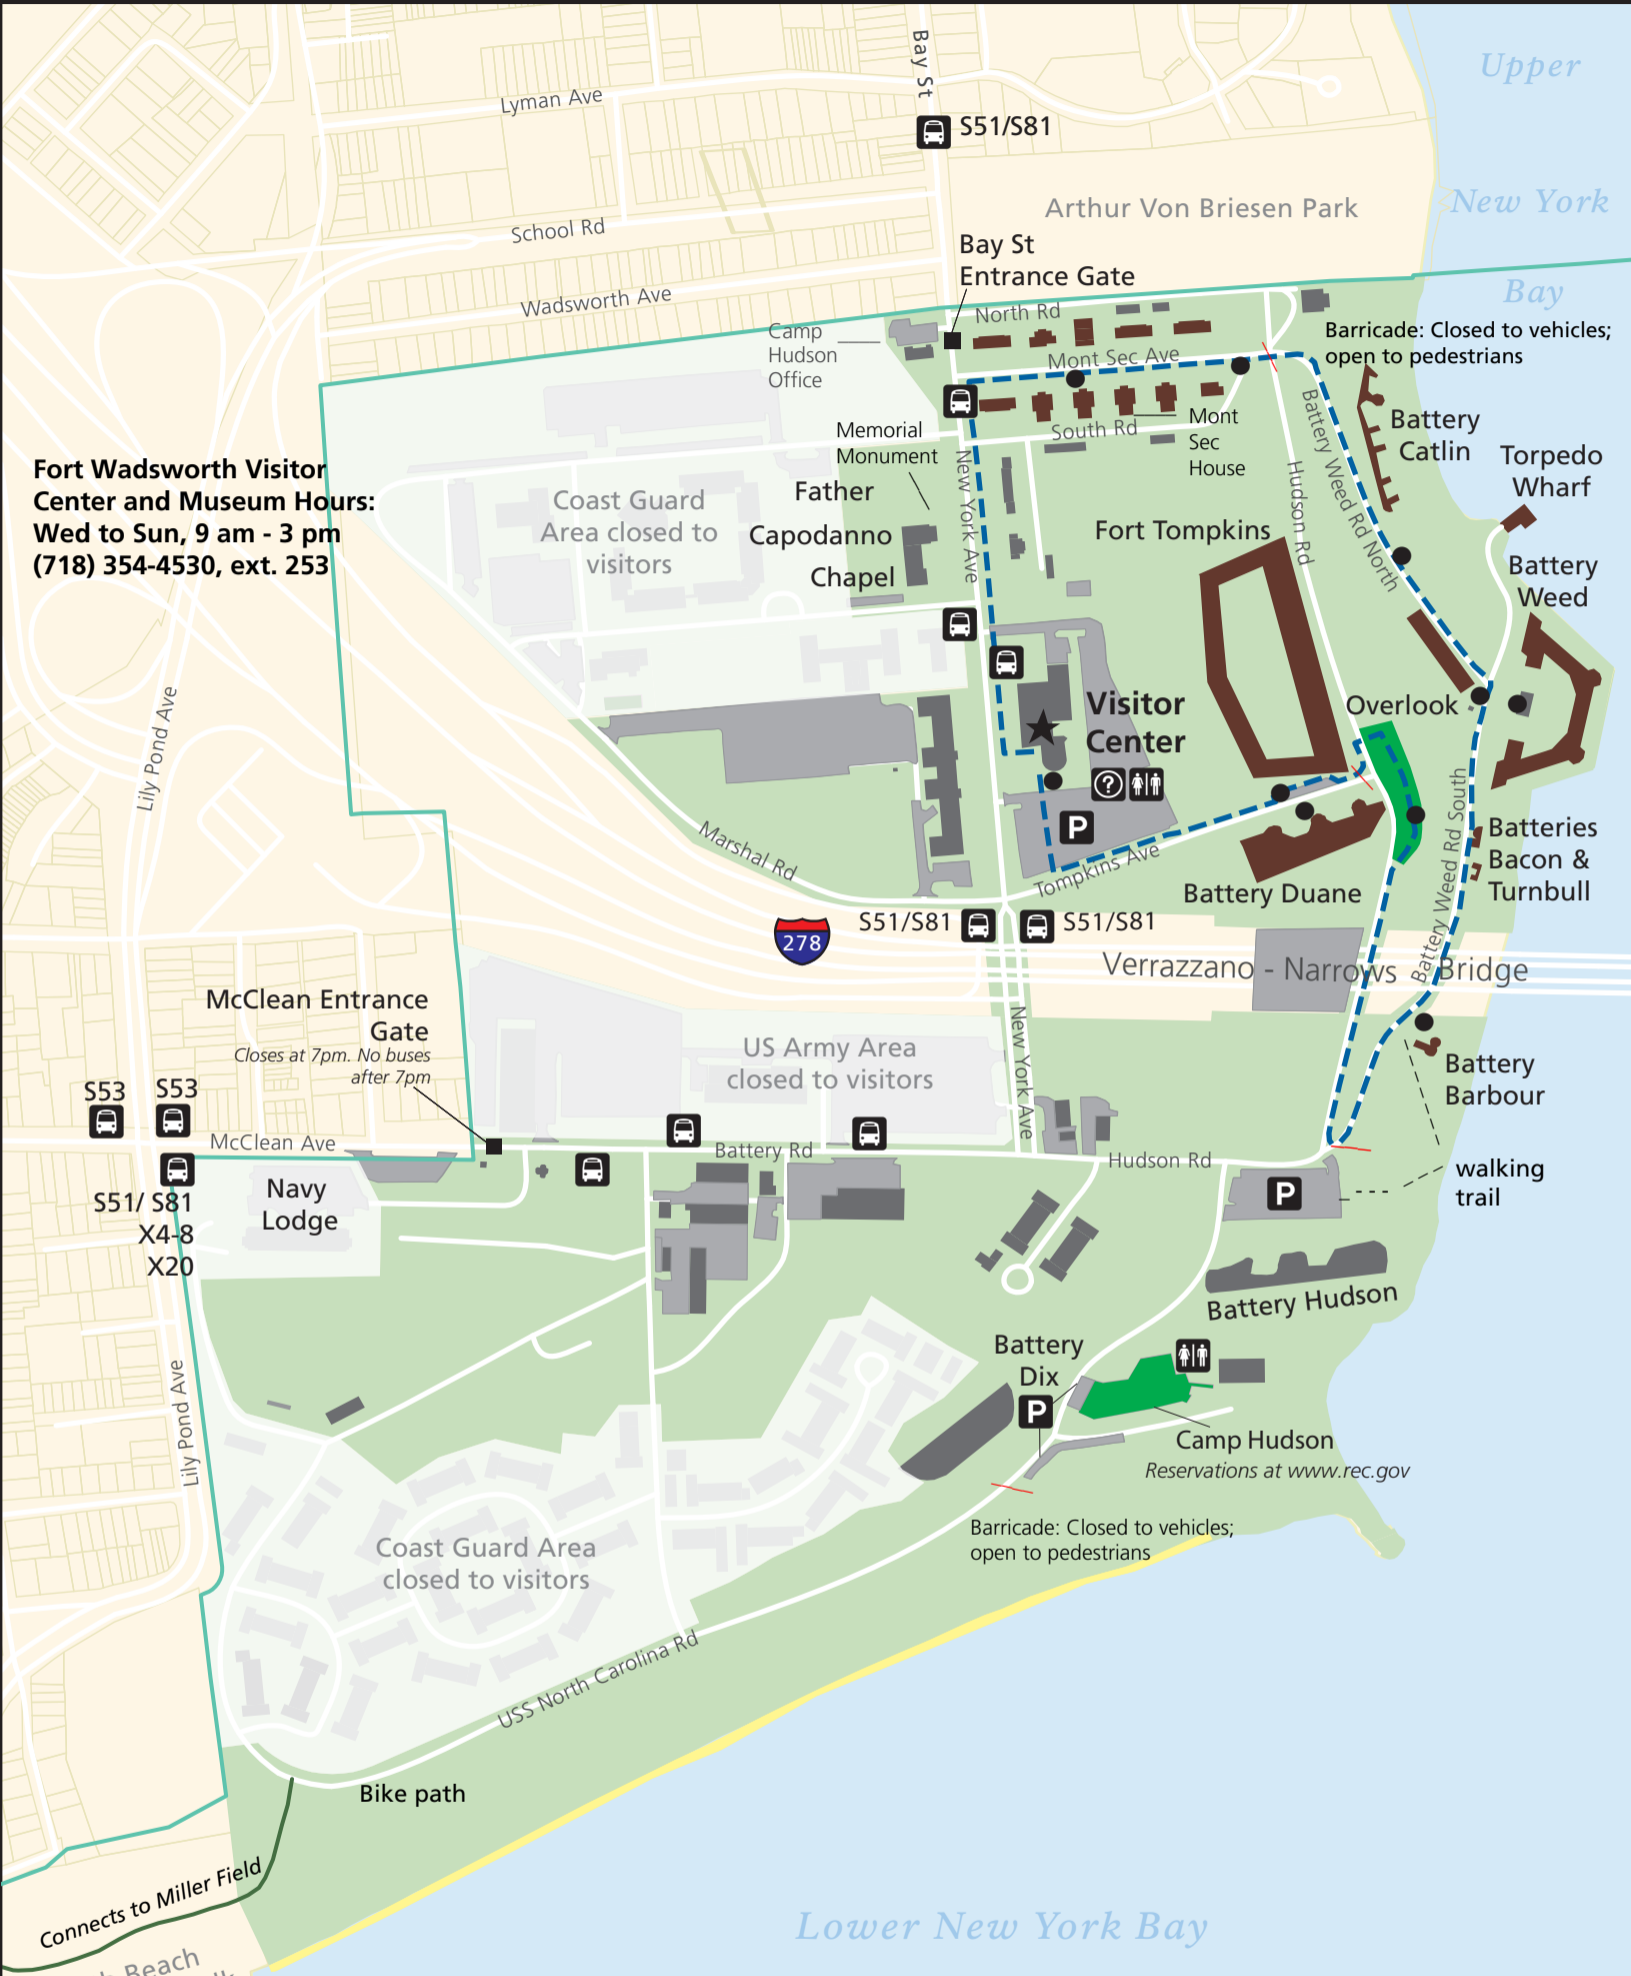 Upper
New York
Bay
Bay St
S51/S81
Lyman Ave
School Rd
Wadsworth Ave
Arthur Von Briesen Park
Bay St
Entrance Gate
North Rd
Camp
Hudson
Office
Mont Sec Ave
Barricade: Closed to vehicles;
open to pedestrians
Memorial
Monument
South Rd
Mont
Sec
House
Battery
Catlin
Torpedo
Wharf
Fort Wadsworth Visitor
Center and Museum Hours:
Wed to Sun, 9 am - 3 pm
(718) 354-4530, ext. 253
Coast Guard
Area closed to
visitors
Father
Capodanno
Chapel
New York Ave
Fort Tompkins
Hudson Rd
Battery Weed Rd North
Battery
Weed
Lily Pond Ave
Visitor
Center
?
P
Overlook
Marshal Rd
Tompkins Ave
Battery Duane
Battery Weed Rd South
Batteries
Bacon &
Turnbull
278
S51/S81
S51/S81
Verrazzano - Narrows Bridge
McClean Entrance
Gate
Closes at 7pm. No buses
after 7pm
US Army Area
closed to visitors
New York Ave
Battery
Barbour
S53
S53
McClean Ave
Battery Rd
Hudson Rd
walking
trail
S51/ S81
X4-8
X20
Navy
Lodge
P
Battery Hudson
Battery
Dix
P
Camp Hudson
Reservations at www.rec.gov
Lily Pond Ave
Barricade: Closed to vehicles;
open to pedestrians
Coast Guard Area
closed to visitors
USS North Carolina Rd
Bike path
Connects to Miller Field
Beach
Lower New York Bay